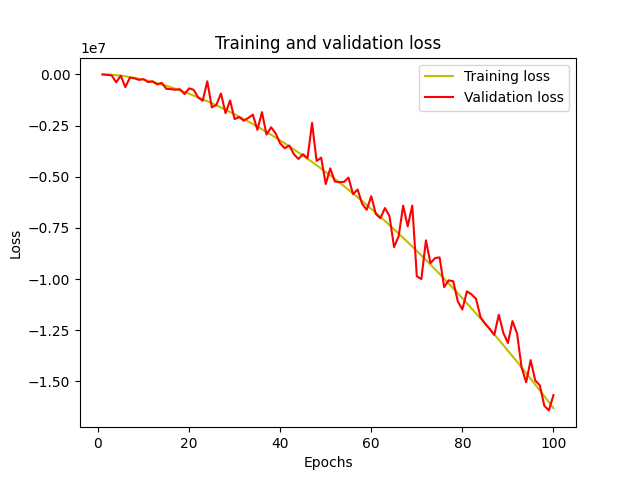 Training and validation loss
1e7
Training loss
Validation loss
0.00
−0.25
−0.50
−0.75
−1.00
−1.25
−1.50
Loss
0
20
40
60
80
100
Epochs